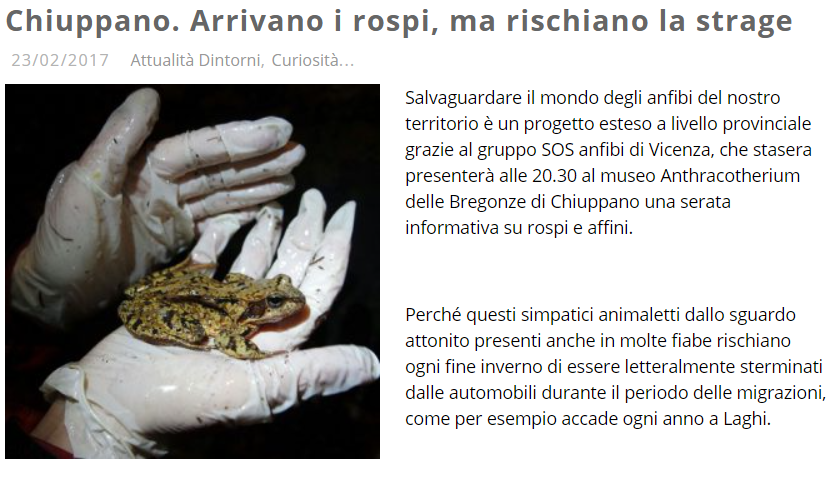 Chiuppano. Arrivano i rospi, ma rischiano la strage
23/02/2017 Attualità Dintorni, Curiosità...
Salvaguardare il mondo degli anfibi del nostro
territorio è un progetto esteso a livello provinciale
grazie al gruppo SOS anfibi di Vicenza, che stasera
presenterà alle 20.30 al museo Anthracotherium
delle Bregonze di Chiuppano una serata
informativa su rospi e affini.
Perché questi simpatici animaletti dallo sguardo
attonito presenti anche in molte fiabe rischiano
ogni fine inverno di essere letteralmente sterminati
dalle automobili durante il periodo delle migrazioni,
come per esempio accade ogni anno a Laghi.